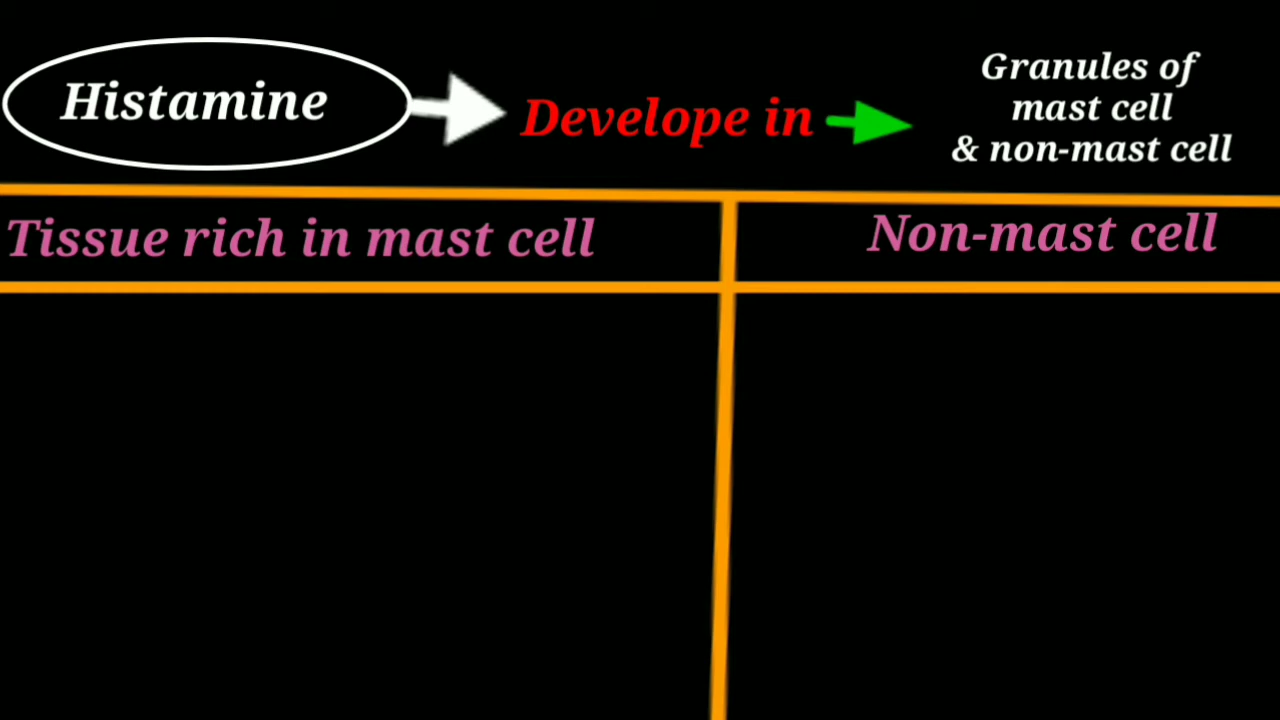 Histamine
Develope in
Granules of
mast cell
& non-mast cell
Tissue rich in mast cell
Non-mast cell